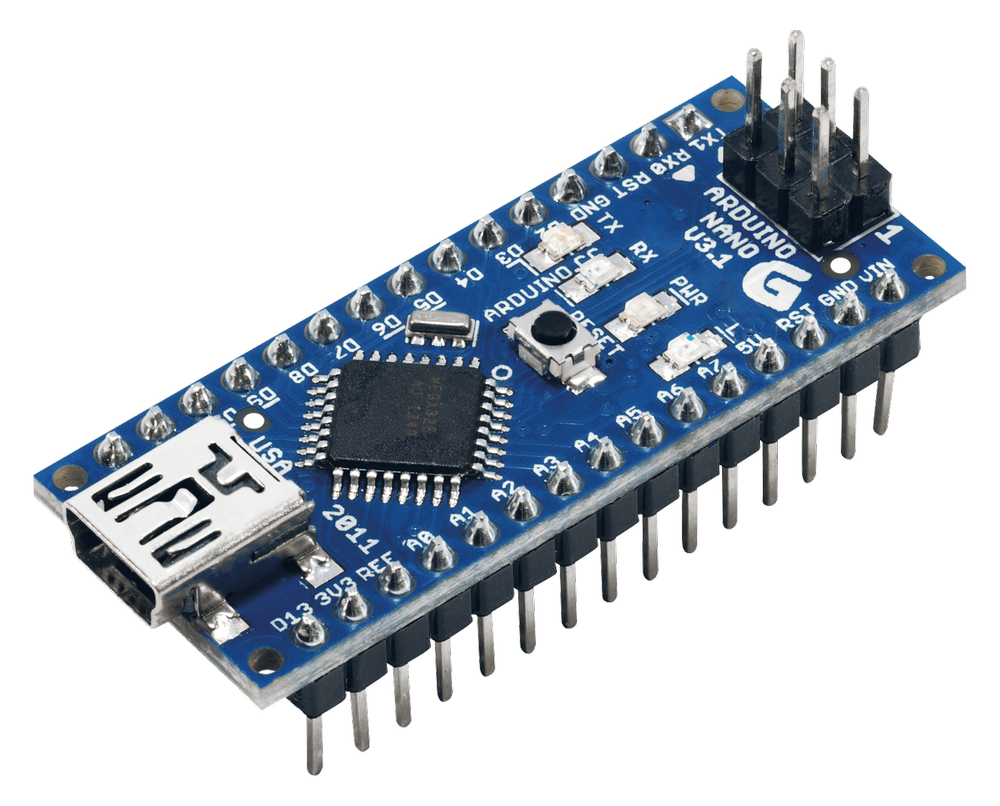 TX1
RX0
RST
GND
D2
D3
D4
D5
D6
D7
D8
D9
TX
RX
PWR
L
ARDUINO.CC
RESET
ARDUINO
NANO
V3.1
G
1
USA
2011
D13
3V3
REF
A0
A1
A2
A3
A4
A5
A6
A7
5V
RST
GND
VIN